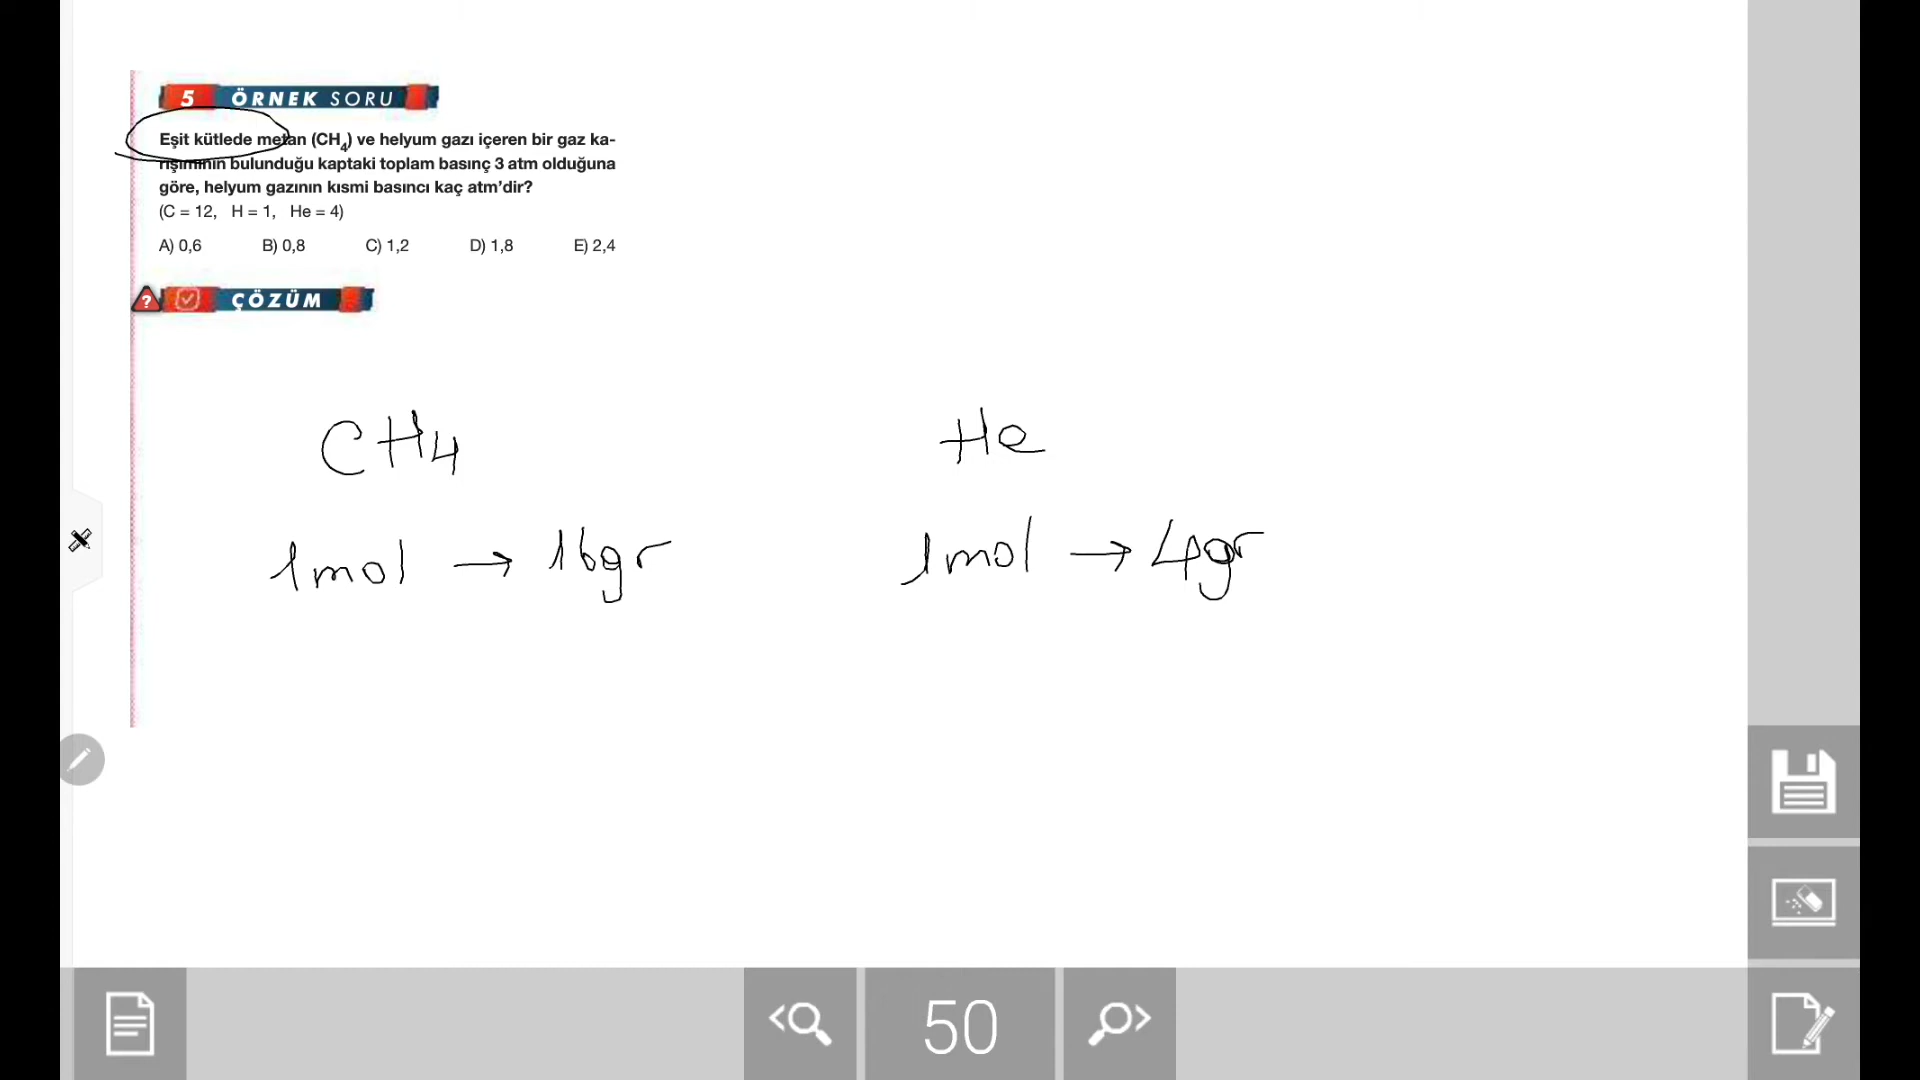 5 ÖRNEK SORU
Eşit kütlede metan (CH₄) ve helyum gazı içeren bir gaz ka-
rışımının bulunduğu kaptaki toplam basınç 3 atm olduğuna
göre, helyum gazının kısmi basıncı kaç atm'dir?
(C = 12, H = 1, He = 4)
A) 0,6 B) 0,8 C) 1,2 D) 1,8 E) 2,4
? ÇÖZÜM
CH4 He
1mol → 16gr 1mol → 4gr
50